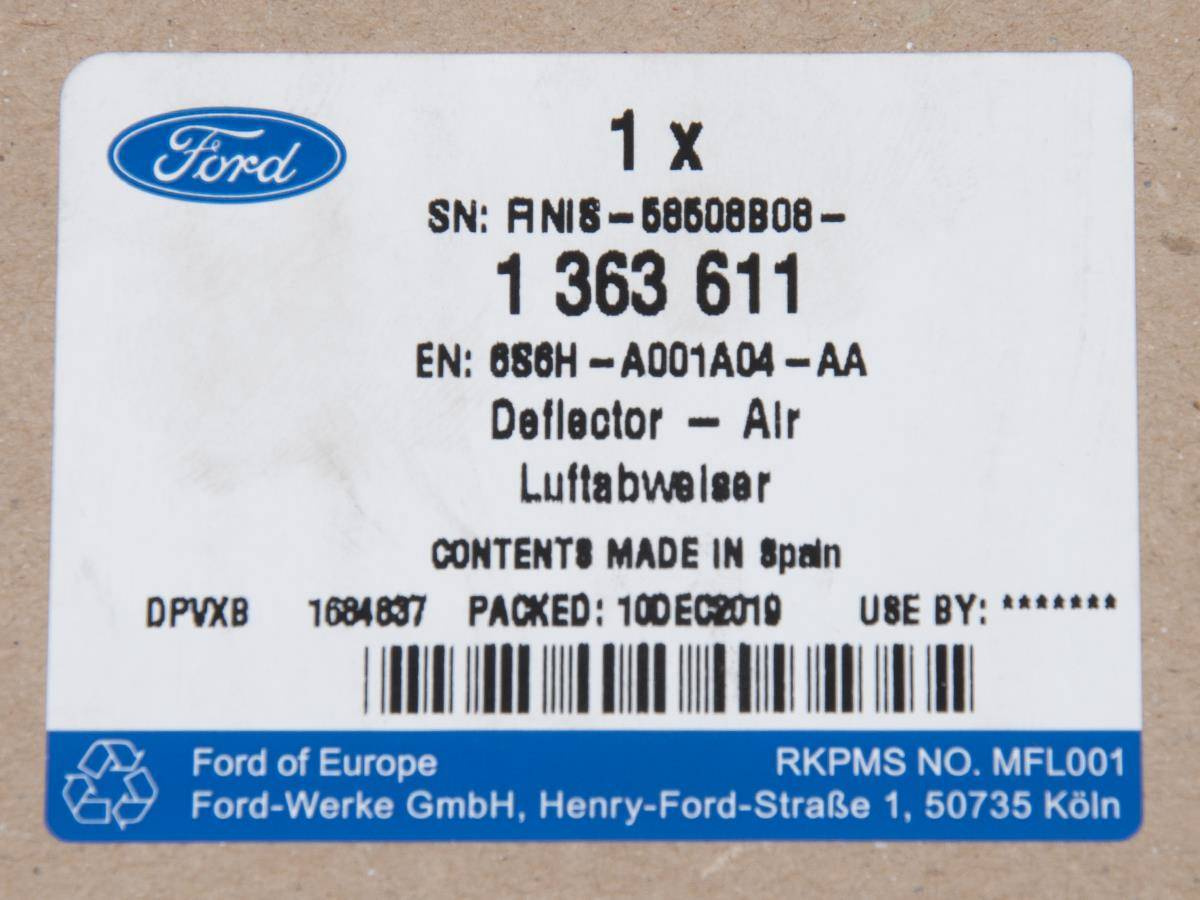 Ford
1 x
SN: FINIS-58508B08-
1 363 611
EN: 6S6H-A001A04-AA
Deflector - Air
Luftabweiser
CONTENTS MADE IN Spain
DPVXB 1684837 PACKED: 10DEC2019 USE BY: *******
Ford of Europe RKPMS NO. MFL001
Ford-Werke GmbH, Henry-Ford-Straße 1, 50735 Köln